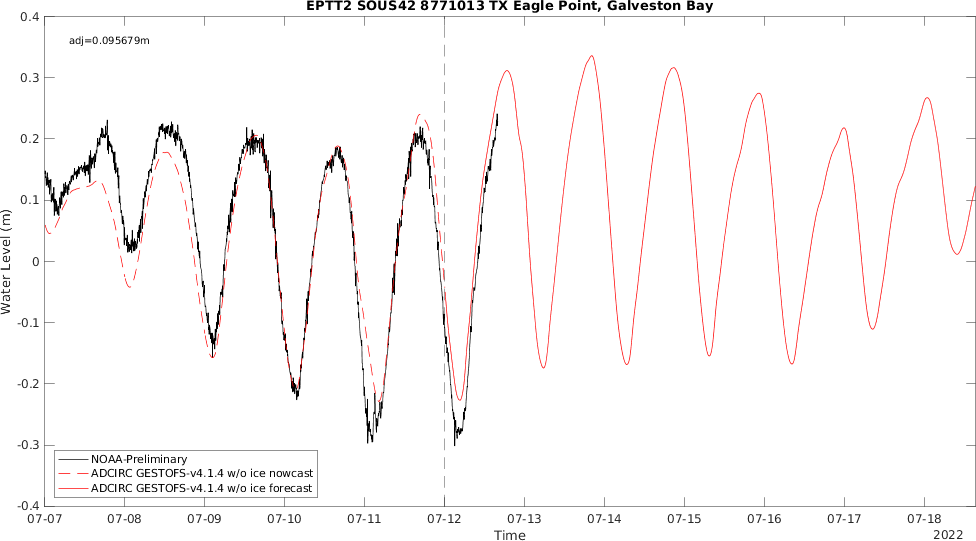 EPTT2 SOUS42 8771013 TX Eagle Point, Galveston Bay
adj=0.095679m
0.4
0.3
0.2
0.1
0
-0.1
-0.2
-0.3
-0.4
Water Level (m)
NOAA-Preliminary
ADCIRC GESTOFS-v4.1.4 w/o ice nowcast
ADCIRC GESTOFS-v4.1.4 w/o ice forecast
07-07 07-08 07-09 07-10 07-11 07-12 07-13 07-14 07-15 07-16 07-17 07-18
Time
2022